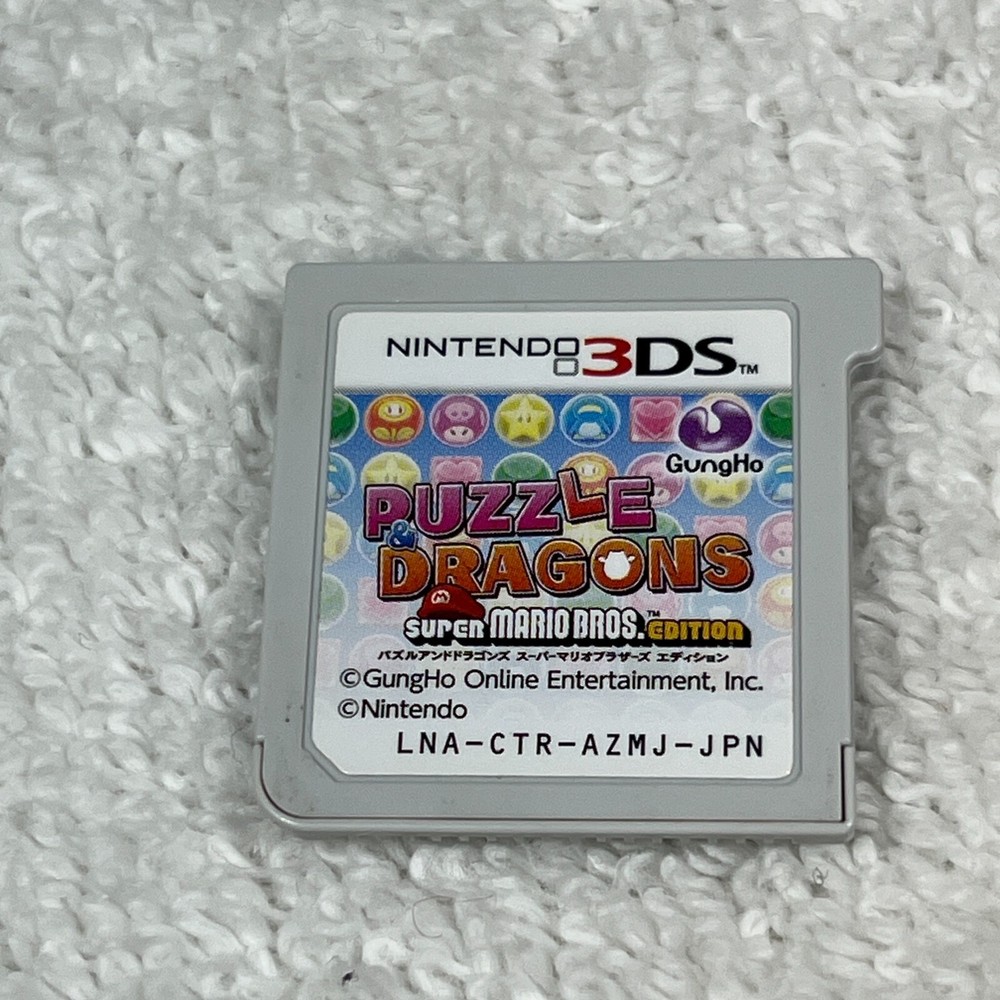 NINTENDO 3DS™
GungHo
PUZZLE
& DRAGONS
M
SUPER MARIO BROS.™ EDITION
パズルアンドドラゴンズ スーパーマリオブラザーズ エディション
©GungHo Online Entertainment, Inc.
©Nintendo
LNA-CTR-AZMJ-JPN